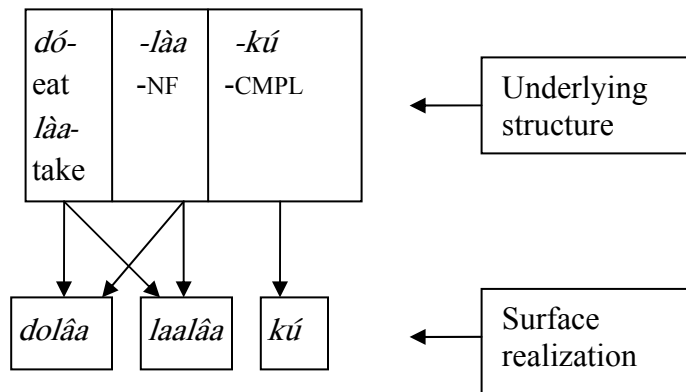 dó- -làa -kú
eat -NF -CMPL
làa-
take
Underlying
structure
dolâa laalâa kú
Surface
realization